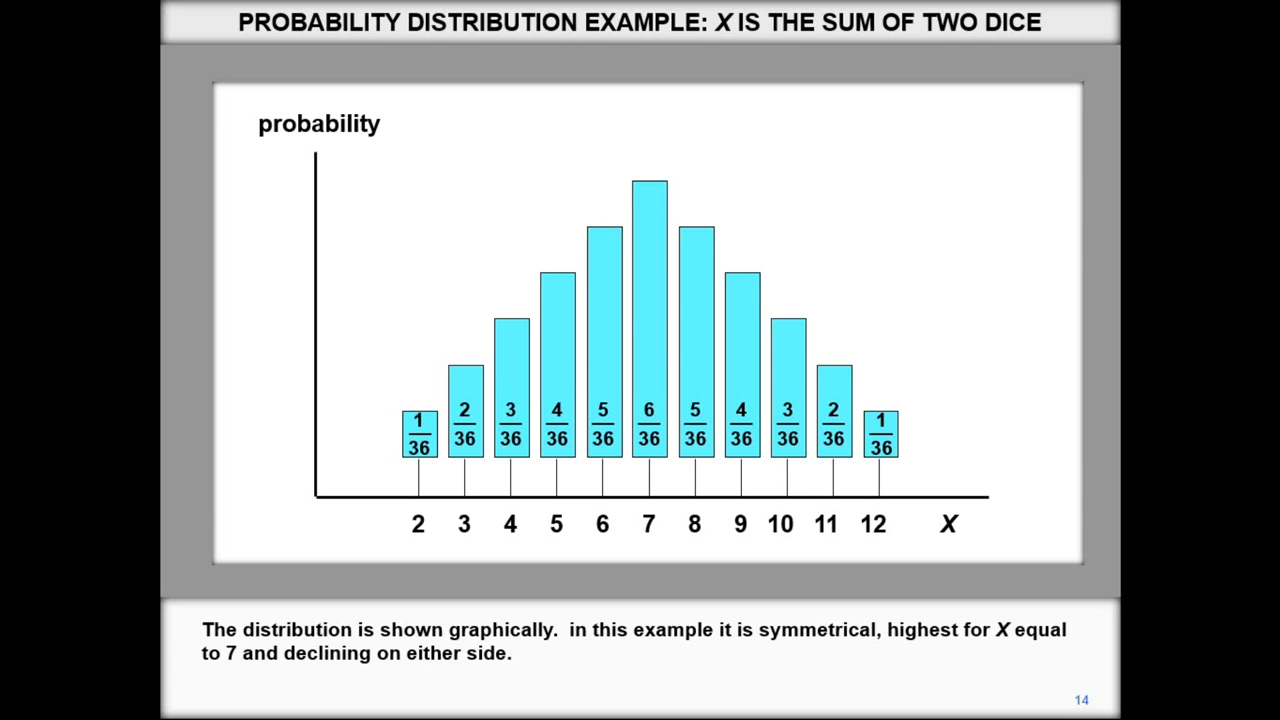 PROBABILITY DISTRIBUTION EXAMPLE: X IS THE SUM OF TWO DICE
probability
1 2 3 4 5 6 5 4 3 2 1
36 36 36 36 36 36 36 36 36 36 36
2 3 4 5 6 7 8 9 10 11 12 X
The distribution is shown graphically.  in this example it is symmetrical, highest for X equal
to 7 and declining on either side.
14